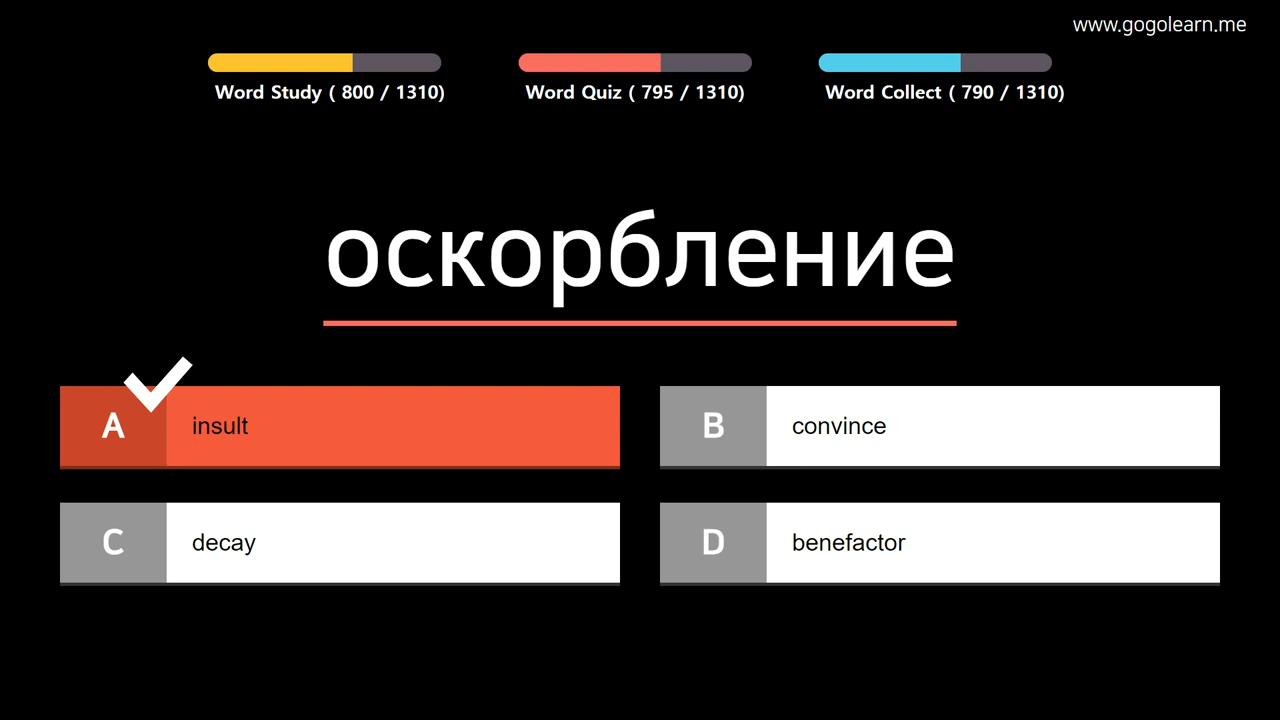 www.gogolearn.me
Word Study ( 800 / 1310)
Word Quiz ( 795 / 1310)
Word Collect ( 790 / 1310)
оскорбление
A insult
B convince
C decay
D benefactor